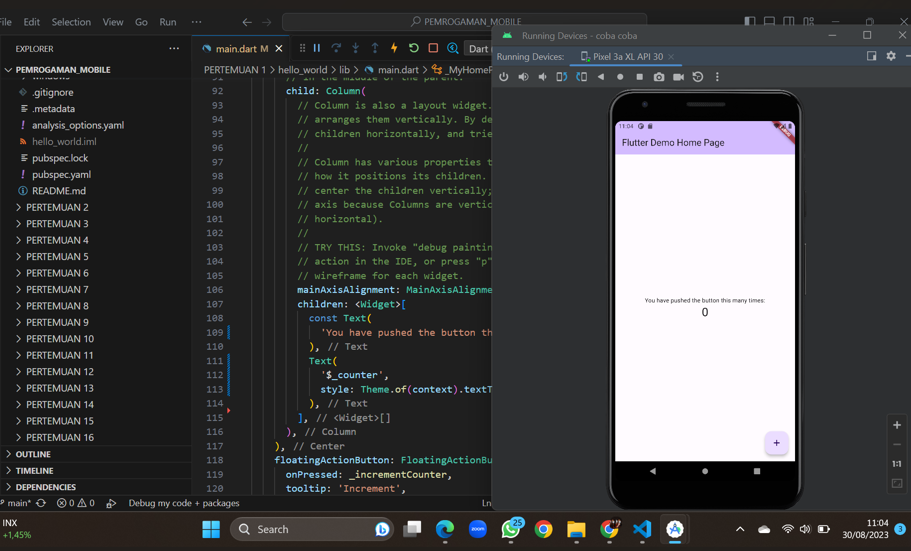 File Edit Selection View Go Run ···
PEMROGAMAN_MOBILE
EXPLORER ···
PEMROGAMAN_MOBILE
.gitignore
.metadata
! analysis_options.yaml
hello_world.iml
pubspec.lock
! pubspec.yaml
README.md
PERTEMUAN 2
PERTEMUAN 3
PERTEMUAN 4
PERTEMUAN 5
PERTEMUAN 6
PERTEMUAN 7
PERTEMUAN 8
PERTEMUAN 9
PERTEMUAN 10
PERTEMUAN 11
PERTEMUAN 12
PERTEMUAN 13
PERTEMUAN 14
PERTEMUAN 15
PERTEMUAN 16
OUTLINE
TIMELINE
DEPENDENCIES
main.dart M
Dart
PERTEMUAN 1 > hello_world > lib > main.dart > _MyHomeP
// in the middle of the parent.
92 child: Column(
93 // Column is also a layout widget.
94 // arranges them vertically. By de
95 // children horizontally, and tries
96 //
97 // Column has various properties t
98 // how it positions its children.
99 // center the children vertically;
100 // axis because Columns are vertic
101 // horizontal).
102 //
103 // TRY THIS: Invoke "debug paintin
104 // action in the IDE, or press "p"
105 // wireframe for each widget.
106 mainAxisAlignment: MainAxisAlignme
107 children: <Widget>[
108 const Text(
109 'You have pushed the button th
110 ), // Text
111 Text(
112 '$_counter',
113 style: Theme.of(context).textT
114 ), // Text
115 ], // <Widget>[]
116 ), // Column
117 ), // Center
118 floatingActionButton: FloatingActionBu
119 onPressed: _incrementCounter,
120 tooltip: 'Increment',
main* 0 0 Debug my code + packages Ln
Running Devices - coba coba
Running Devices: Pixel 3a XL API 30
11:04
Flutter Demo Home Page
You have pushed the button this many times:
0
+
1:1
INX
+1,45%
Search
zoom
25
11:04
30/08/2023
3